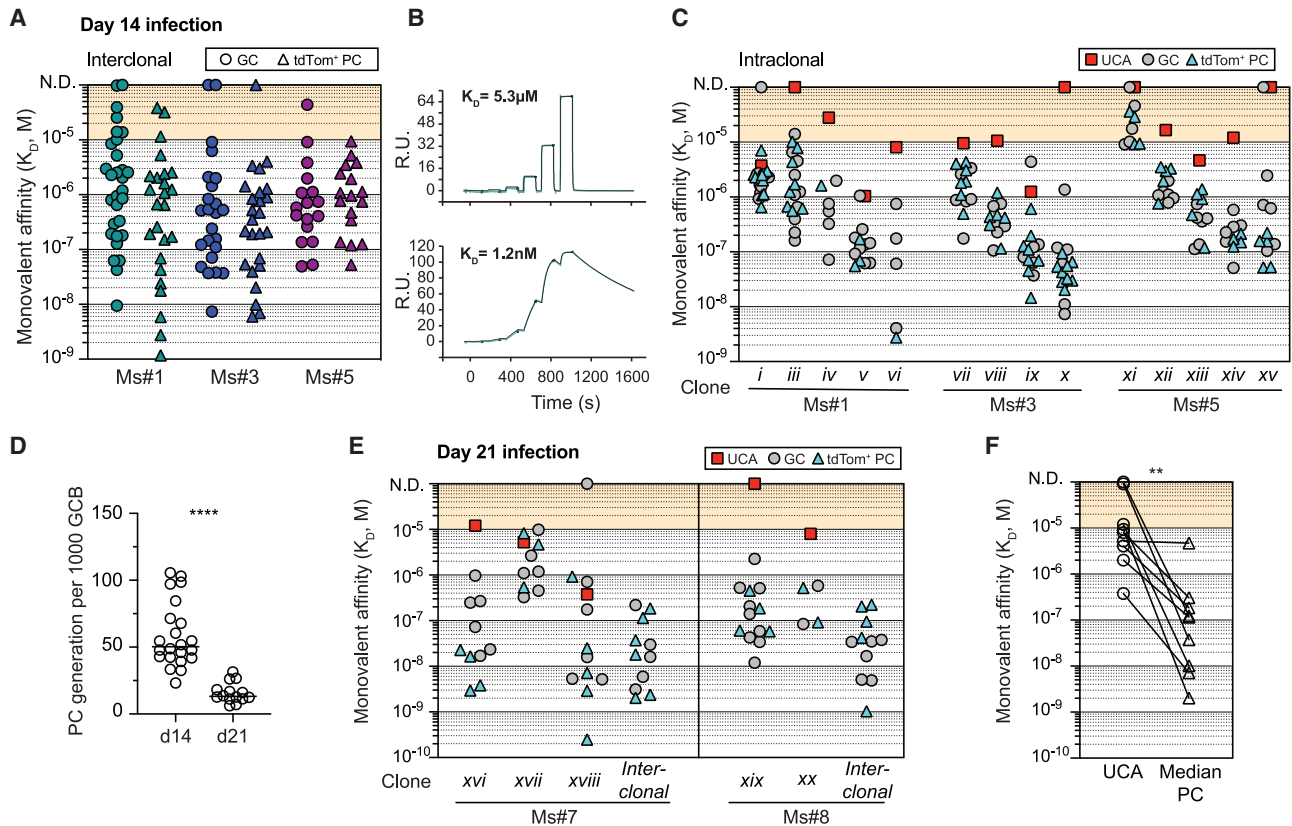 A
Day 14 infection
Interclonal
GC
tdTom⁺ PC
Monovalent affinity (K_D, M)
N.D.
10⁻⁵
10⁻⁶
10⁻⁷
10⁻⁸
10⁻⁹
Ms#1
Ms#3
Ms#5
B
K_D= 5.3µM
R.U.
64
48
32
16
0
K_D= 1.2nM
R.U.
120
100
80
60
40
20
0
0
400
800
1200
1600
Time (s)
C
Intraclonal
UCA
GC
tdTom⁺ PC
Monovalent affinity (K_D, M)
N.D.
10⁻⁵
10⁻⁶
10⁻⁷
10⁻⁸
10⁻⁹
Clone
i
iii
iv
v
vi
vii
viii
ix
x
xi
xii
xiii
xiv
xv
Ms#1
Ms#3
Ms#5
D
PC generation per 1000 GCB
150
100
50
0
****
d14
d21
E
Day 21 infection
UCA
GC
tdTom⁺ PC
Monovalent affinity (K_D, M)
N.D.
10⁻⁵
10⁻⁶
10⁻⁷
10⁻⁸
10⁻⁹
10⁻¹⁰
Clone
xvi
xvii
xviii
Inter-
clonal
xix
xx
Inter-
clonal
Ms#7
Ms#8
F
**
Monovalent affinity (K_D, M)
N.D.
10⁻⁵
10⁻⁶
10⁻⁷
10⁻⁸
10⁻⁹
10⁻¹⁰
UCA
Median
PC